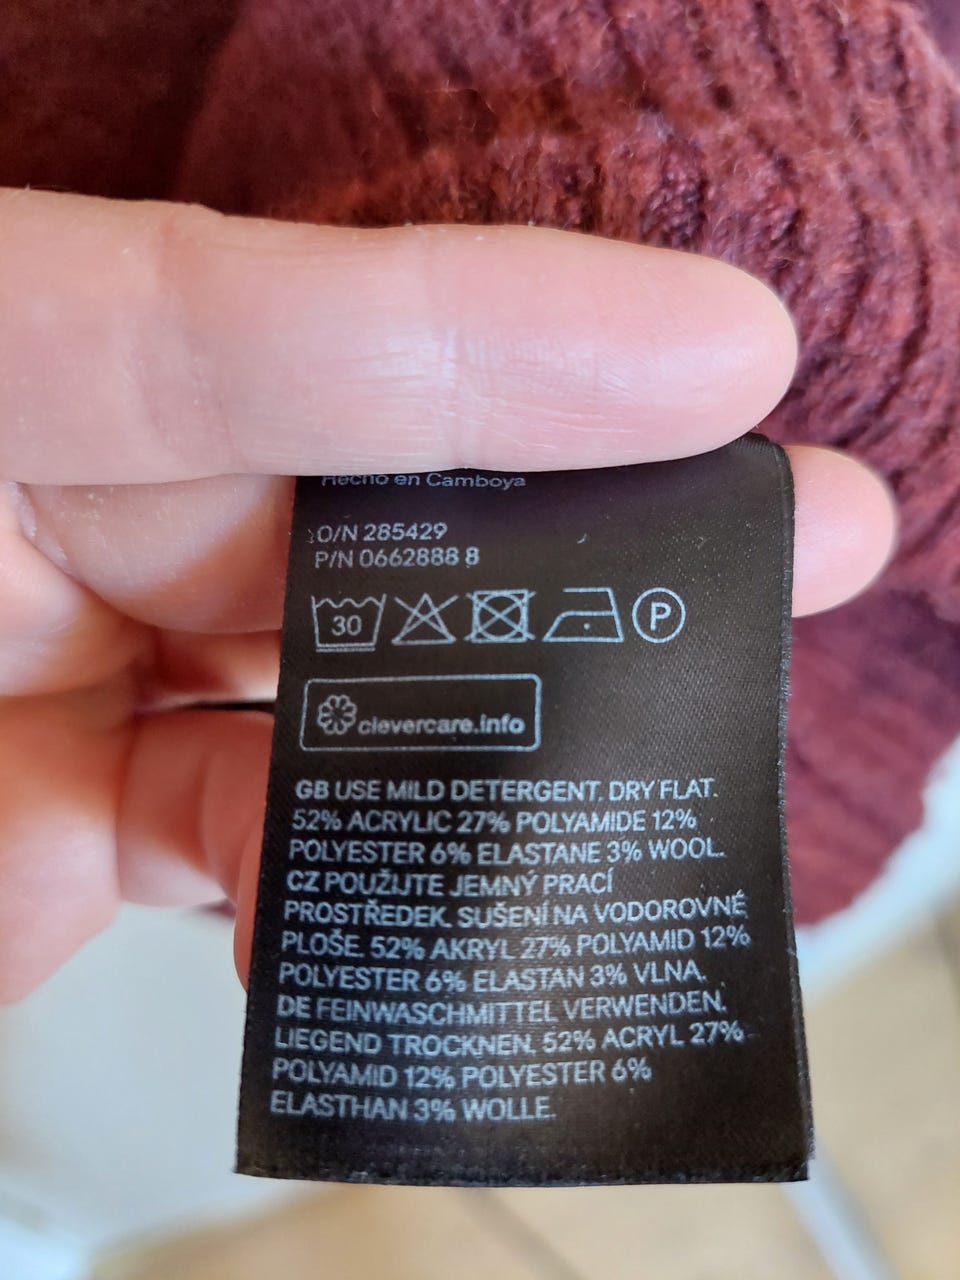 Hecho en Camboya
O/N 285429
P/N 0662888 8
30
P
clevercare.info
GB USE MILD DETERGENT. DRY FLAT.
52% ACRYLIC 27% POLYAMIDE 12%
POLYESTER 6% ELASTANE 3% WOOL.
CZ POUŽIJTE JEMNÝ PRACÍ
PROSTŘEDEK. SUŠENÍ NA VODOROVNÉ
PLOŠE. 52% AKRYL 27% POLYAMID 12%
POLYESTER 6% ELASTAN 3% VLNA.
DE FEINWASCHMITTEL VERWENDEN.
LIEGEND TROCKNEN. 52% ACRYL 27%
POLYAMID 12% POLYESTER 6%
ELASTHAN 3% WOLLE.